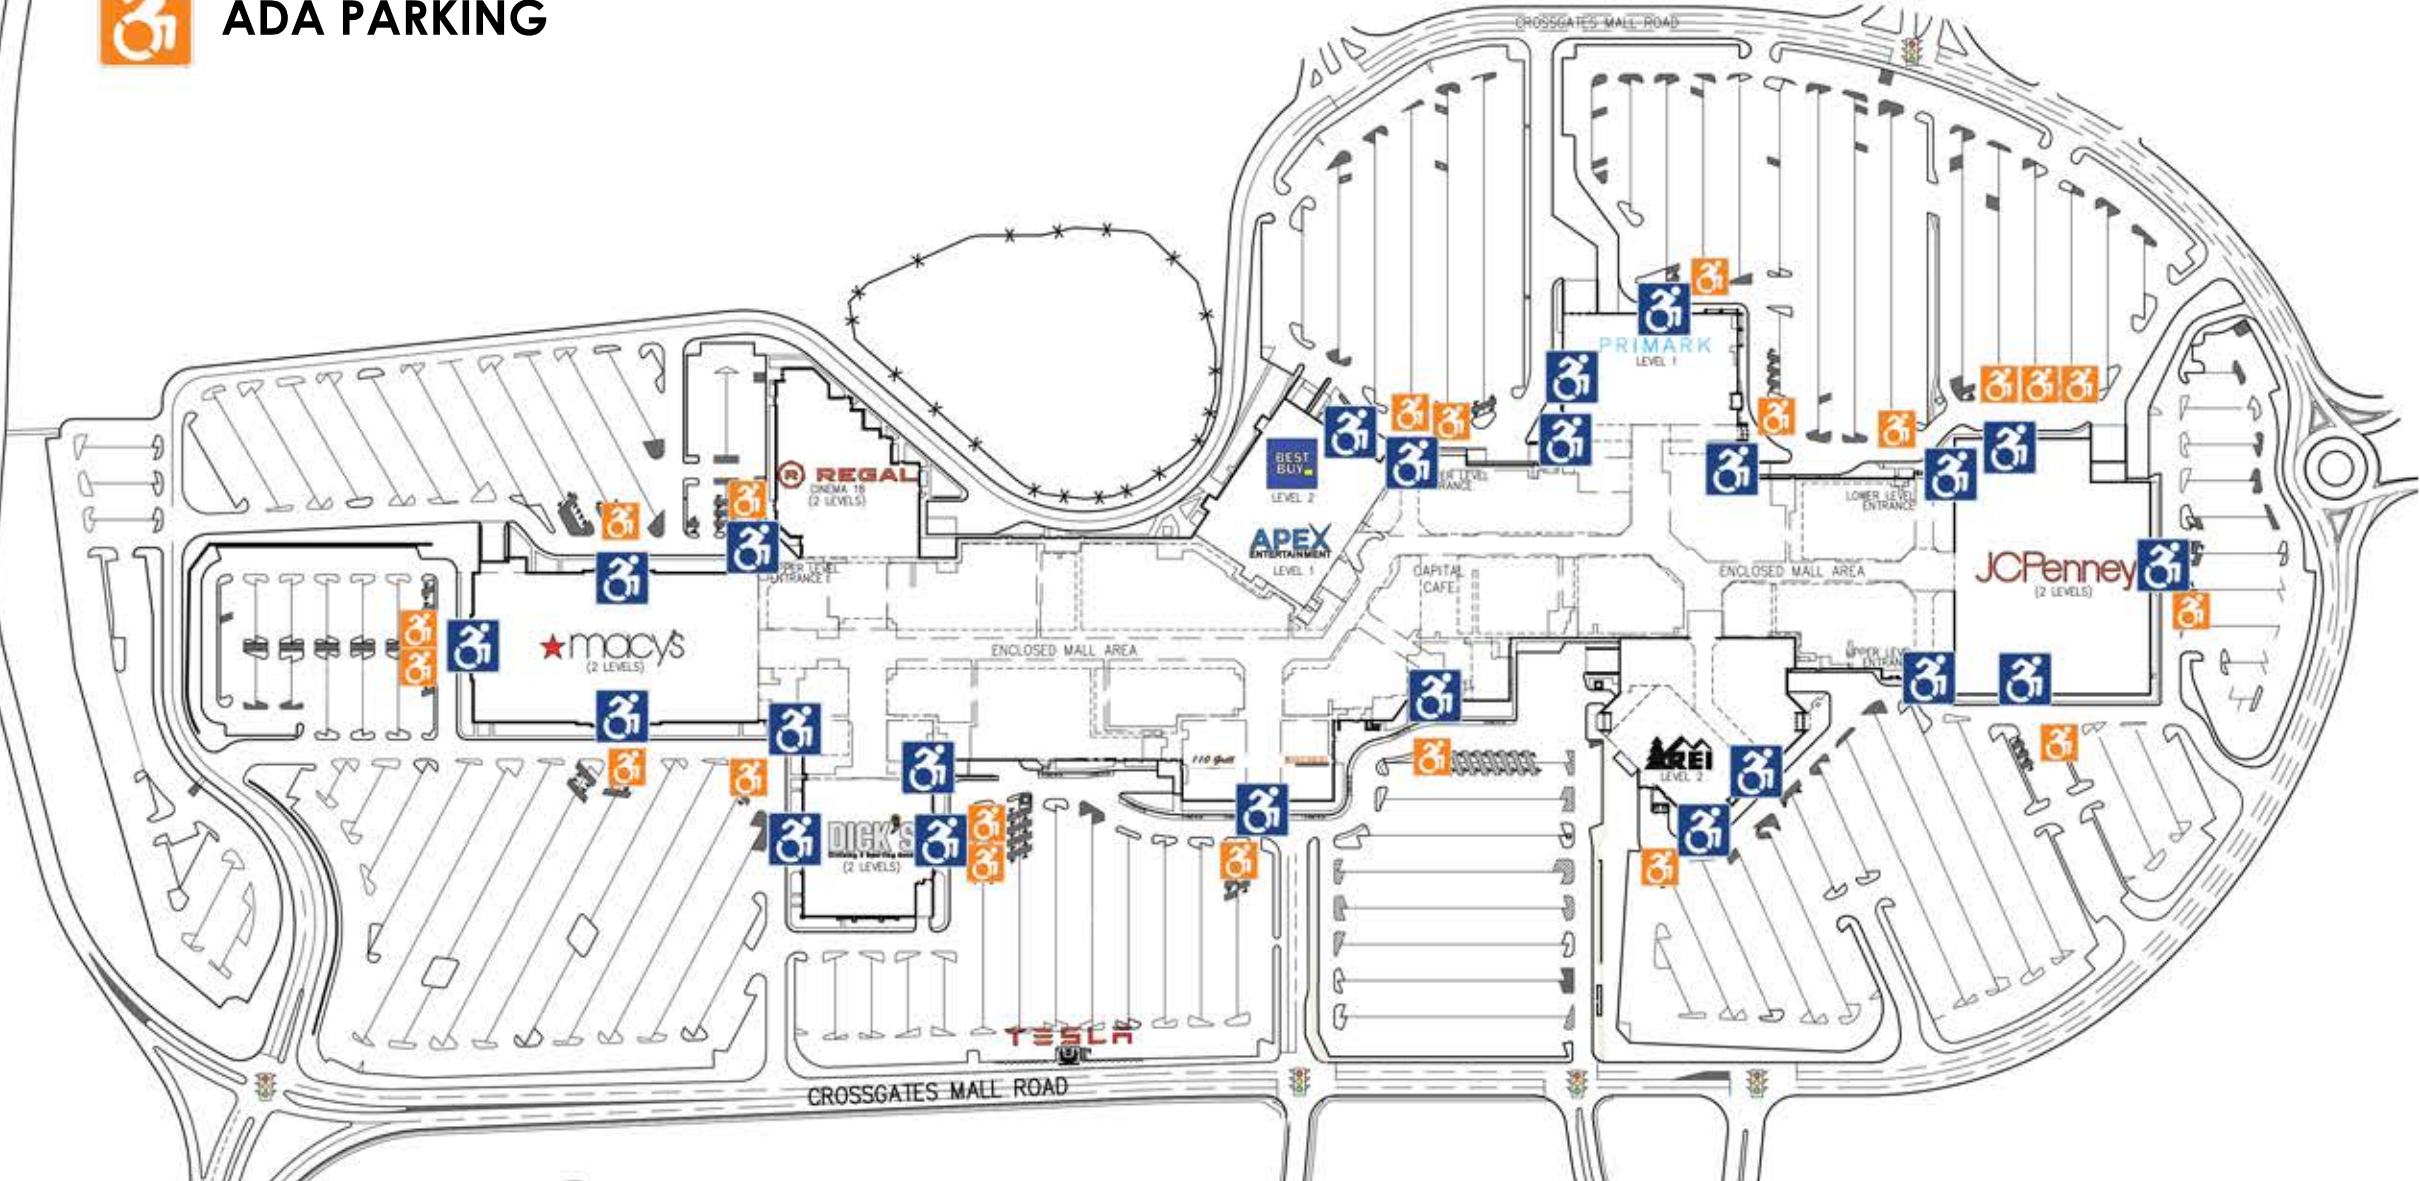 ADA PARKING
CROSSGATES MALL ROAD
PRIMARK
LEVEL 1
BEST
BUY
LEVEL 2
REGAL
CINEMA 18
(2 LEVELS)
APEX
ENTERTAINMENT
LEVEL 1
LOWER LEVEL
ENTRANCE
CAPITAL
CAFE
ENCLOSED MALL AREA
JCPenney
(2 LEVELS)
macy's
(2 LEVELS)
ENCLOSED MALL AREA
110 Grill
REI
LEVEL 2
DICK'S
(2 LEVELS)
TESLA
CROSSGATES MALL ROAD